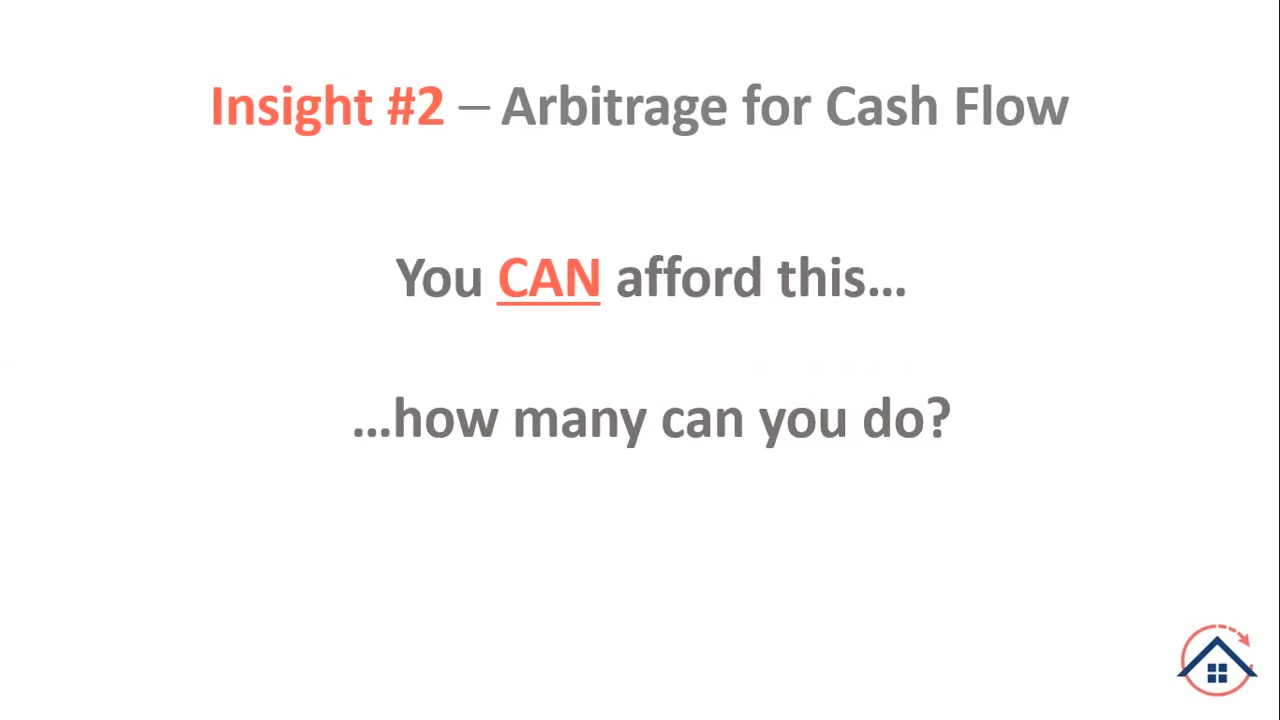 Insight #2 – Arbitrage for Cash Flow
You CAN afford this…
…how many can you do?